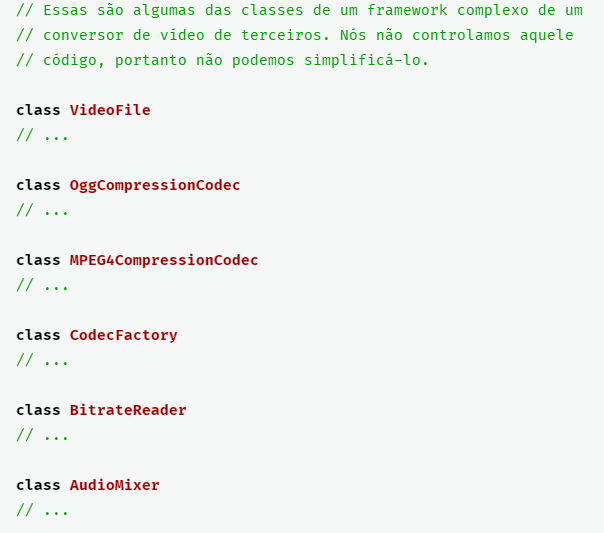 // Essas são algumas das classes de um framework complexo de um
// conversor de vídeo de terceiros. Nós não controlamos aquele
// código, portanto não podemos simplificá-lo.
class VideoFile
// ...
class OggCompressionCodec
// ...
class MPEG4CompressionCodec
// ...
class CodecFactory
// ...
class BitrateReader
// ...
class AudioMixer
// ...